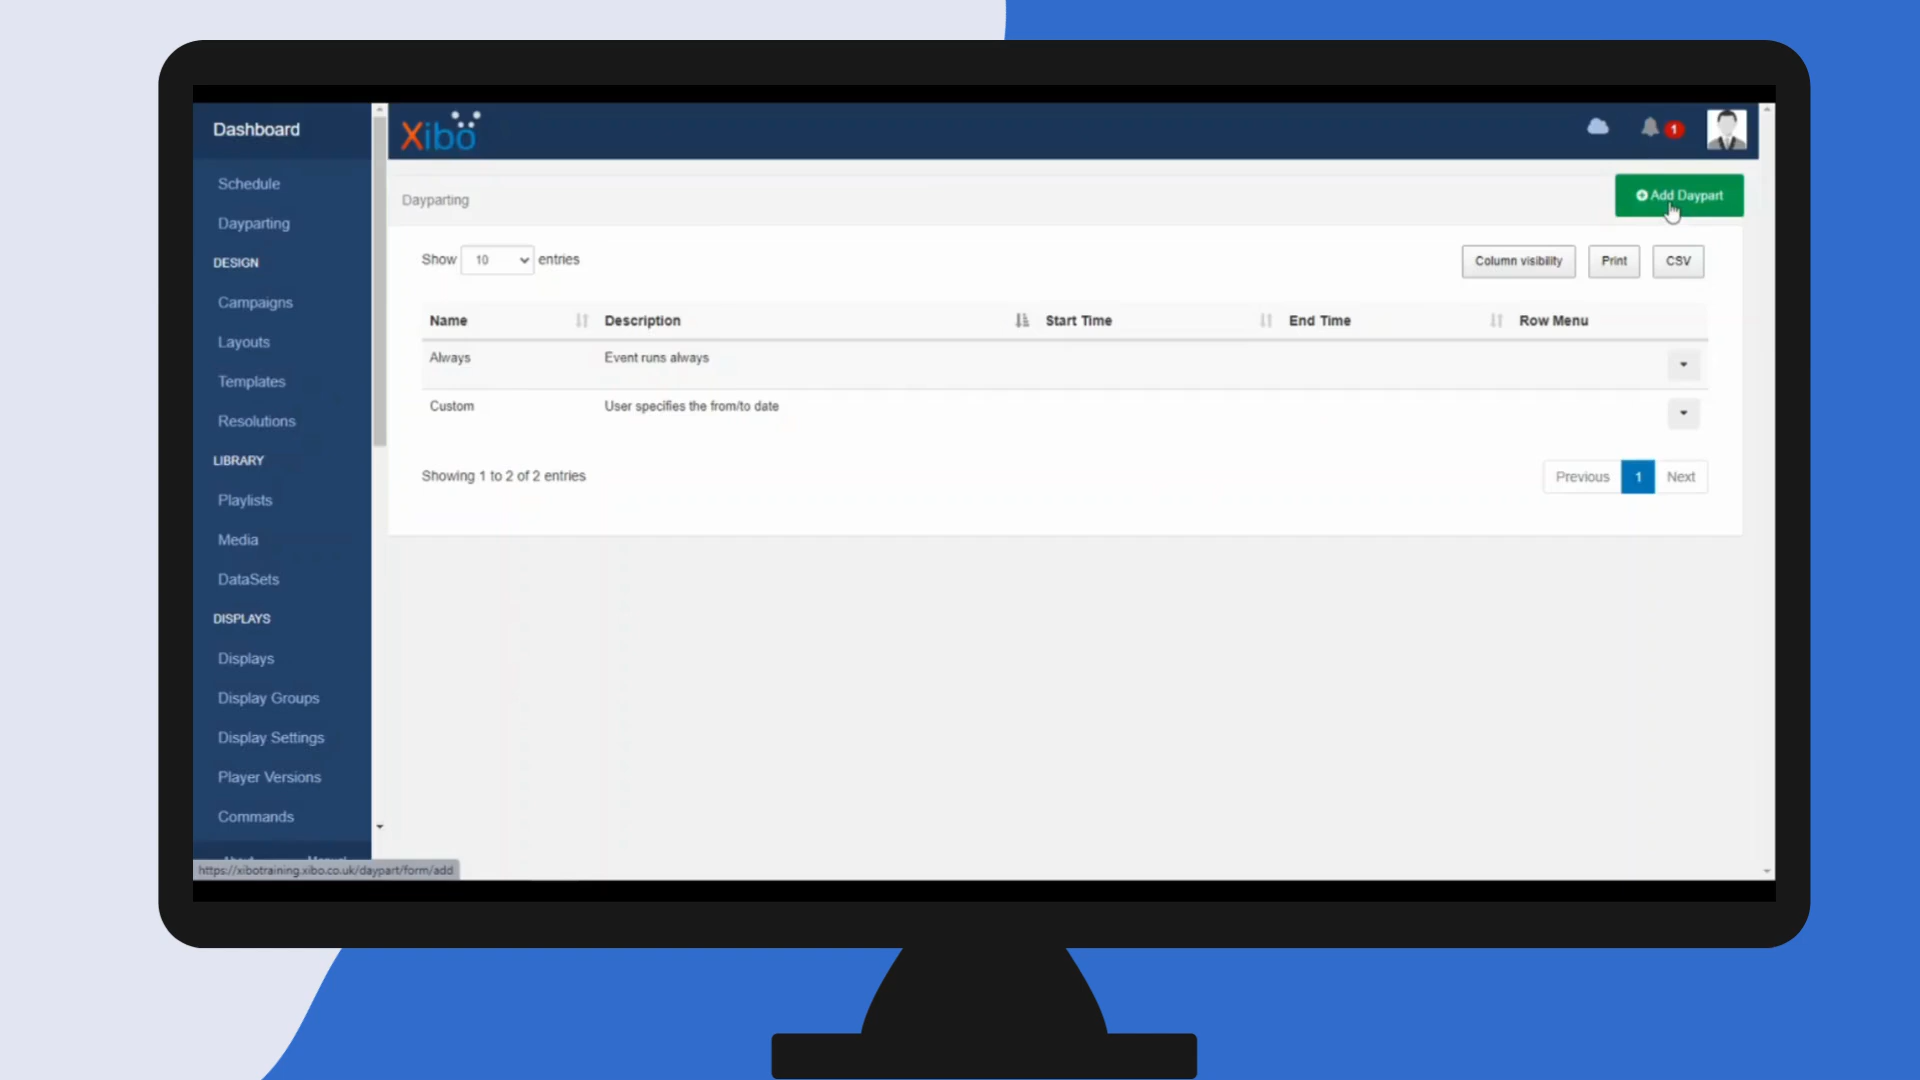 Dashboard
Xibo
1
Schedule
Dayparting
Add Daypart
Dayparting
DESIGN
Show 10 entries
Column visibility
Print
CSV
Campaigns
Name
Description
Start Time
End Time
Row Menu
Layouts
Always
Event runs always
Templates
Custom
User specifies the from/to date
Resolutions
LIBRARY
Showing 1 to 2 of 2 entries
Previous
1
Next
Playlists
Media
DataSets
DISPLAYS
Displays
Display Groups
Display Settings
Player Versions
Commands
About
Manual
https://xibotraining.xibo.co.uk/daypart/form/add